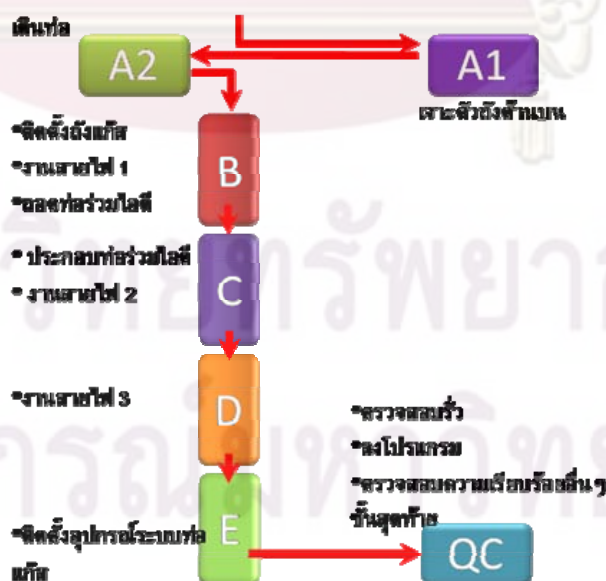 เดินท่อ
A2
A1
เจาะตัวถังด้านบน
*ติดตั้งถังแก๊ส
*งานสายไฟ 1
*ถอดท่อร่วมไอดี
B
* ประกอบท่อร่วมไอดี
* งานสายไฟ 2
C
*งานสายไฟ 3
D
*ตรวจสอบรั่ว
*ลงโปรแกรม
*ตรวจสอบความเรียบร้อยอื่น ๆ
ขั้นสุดท้าย
*ติดตั้งอุปกรณ์ระบบท่อ
แก๊ส
E
QC